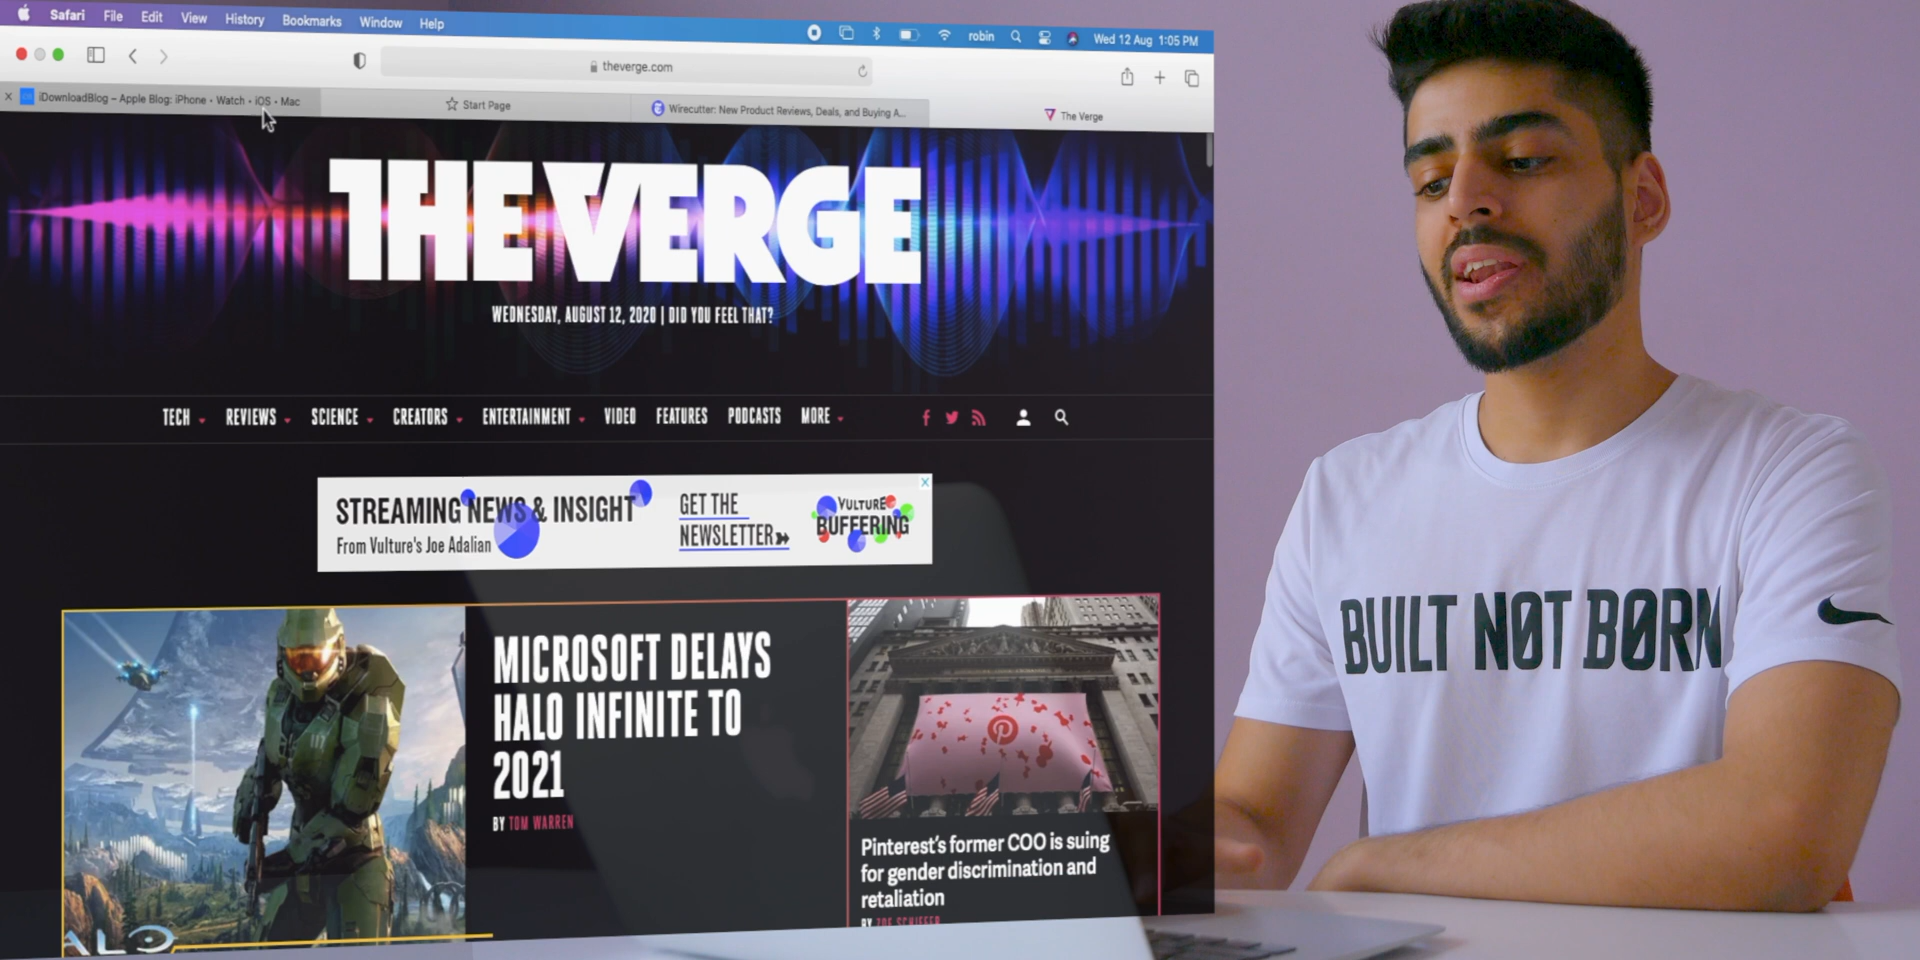 Safari File Edit View History Bookmarks Window Help
robin Wed 12 Aug 1:05 PM
theverge.com
iDownloadBlog – Apple Blog: iPhone • Watch • iOS • Mac
Start Page
Wirecutter: New Product Reviews, Deals, and Buying A...
The Verge
THE VERGE
WEDNESDAY, AUGUST 12, 2020 | DID YOU FEEL THAT?
TECH REVIEWS SCIENCE CREATORS ENTERTAINMENT VIDEO FEATURES PODCASTS MORE
STREAMING NEWS & INSIGHT
From Vulture's Joe Adalian
GET THE
NEWSLETTER
VULTURE
BUFFERING
MICROSOFT DELAYS
HALO INFINITE TO
2021
BY TOM WARREN
Pinterest's former COO is suing
for gender discrimination and
retaliation
BY ZOE SCHIFFER
ALO
BUILT NØT BØRN